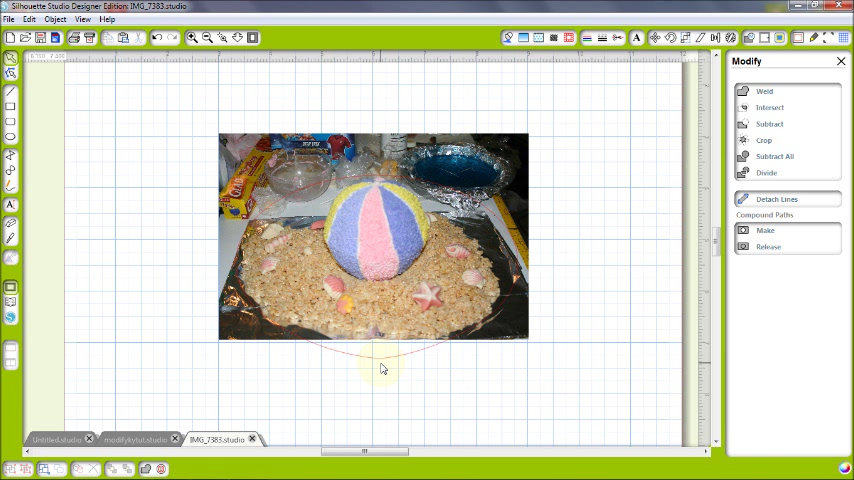 Silhouette Studio Designer Edition: IMG_7383.studio
File Edit Object View Help
Modify
Weld
Intersect
Subtract
Crop
Subtract All
Divide
Detach Lines
Compound Paths
Make
Release
Untitled.studio
modifykytut.studio
IMG_7383.studio